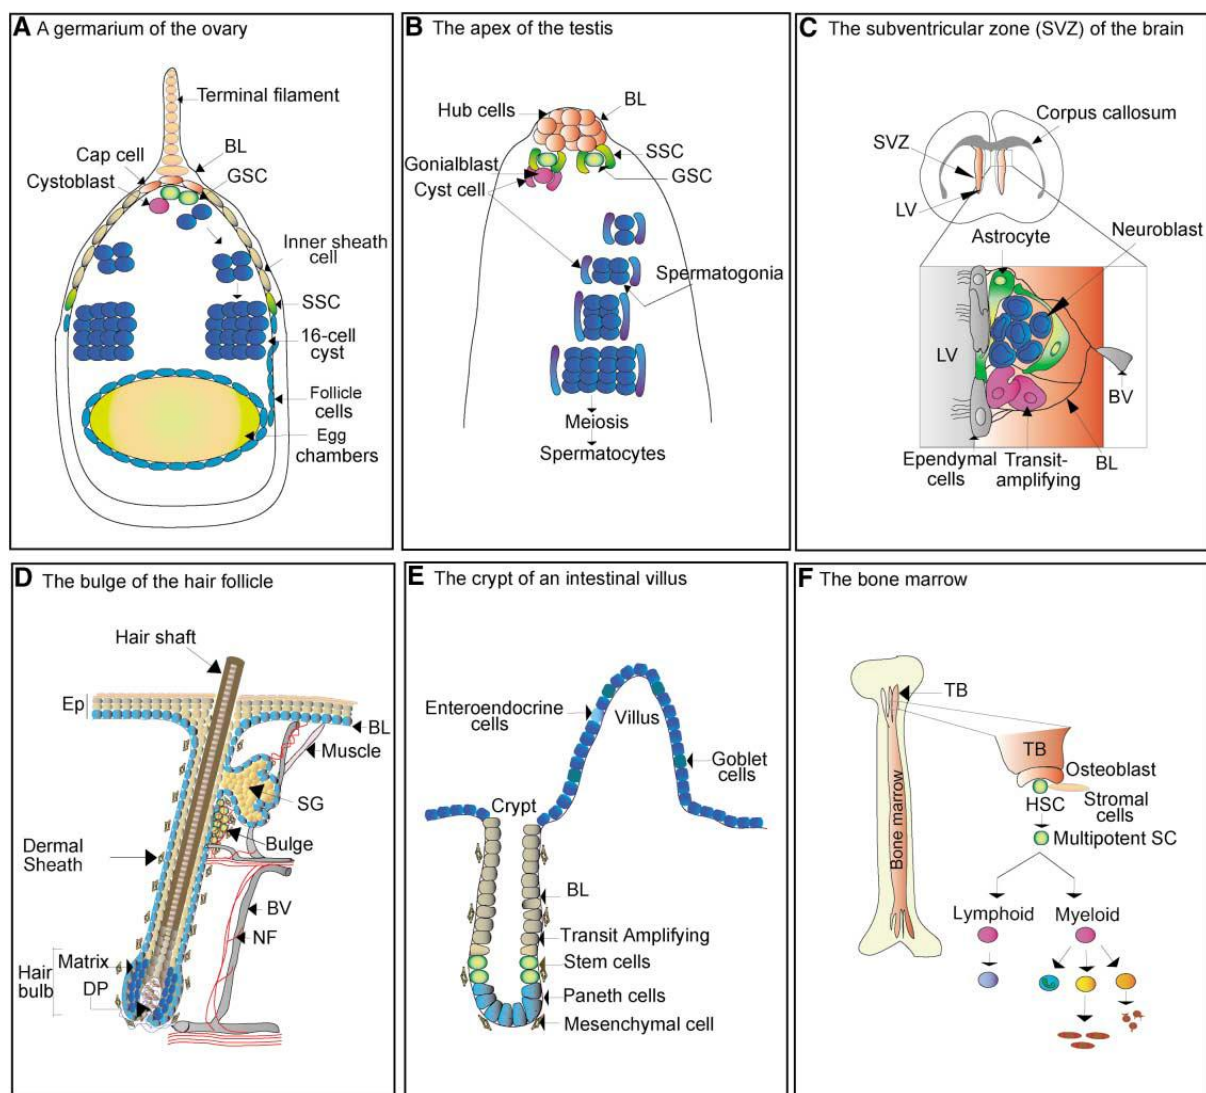 A A germarium of the ovary
Terminal filament
Cap cell
BL
Cystoblast
GSC
Inner sheath
cell
SSC
16-cell
cyst
Follicle
cells
Egg
chambers
B The apex of the testis
Hub cells
BL
Gonialblast
SSC
Cyst cell
GSC
Spermatogonia
Meiosis
Spermatocytes
C The subventricular zone (SVZ) of the brain
Corpus callosum
SVZ
LV
Astrocyte
Neuroblast
LV
BV
Ependymal
cells
Transit-
amplifying
BL
D The bulge of the hair follicle
Hair shaft
Ep
BL
Muscle
SG
Dermal
Sheath
Bulge
BV
NF
Matrix
Hair
bulb
DP
E The crypt of an intestinal villus
Enteroendocrine
cells
Villus
Goblet
cells
Crypt
BL
Transit Amplifying
Stem cells
Paneth cells
Mesenchymal cell
F The bone marrow
TB
TB
Osteoblast
HSC
Stromal
cells
Bone marrow
Multipotent SC
Lymphoid
Myeloid